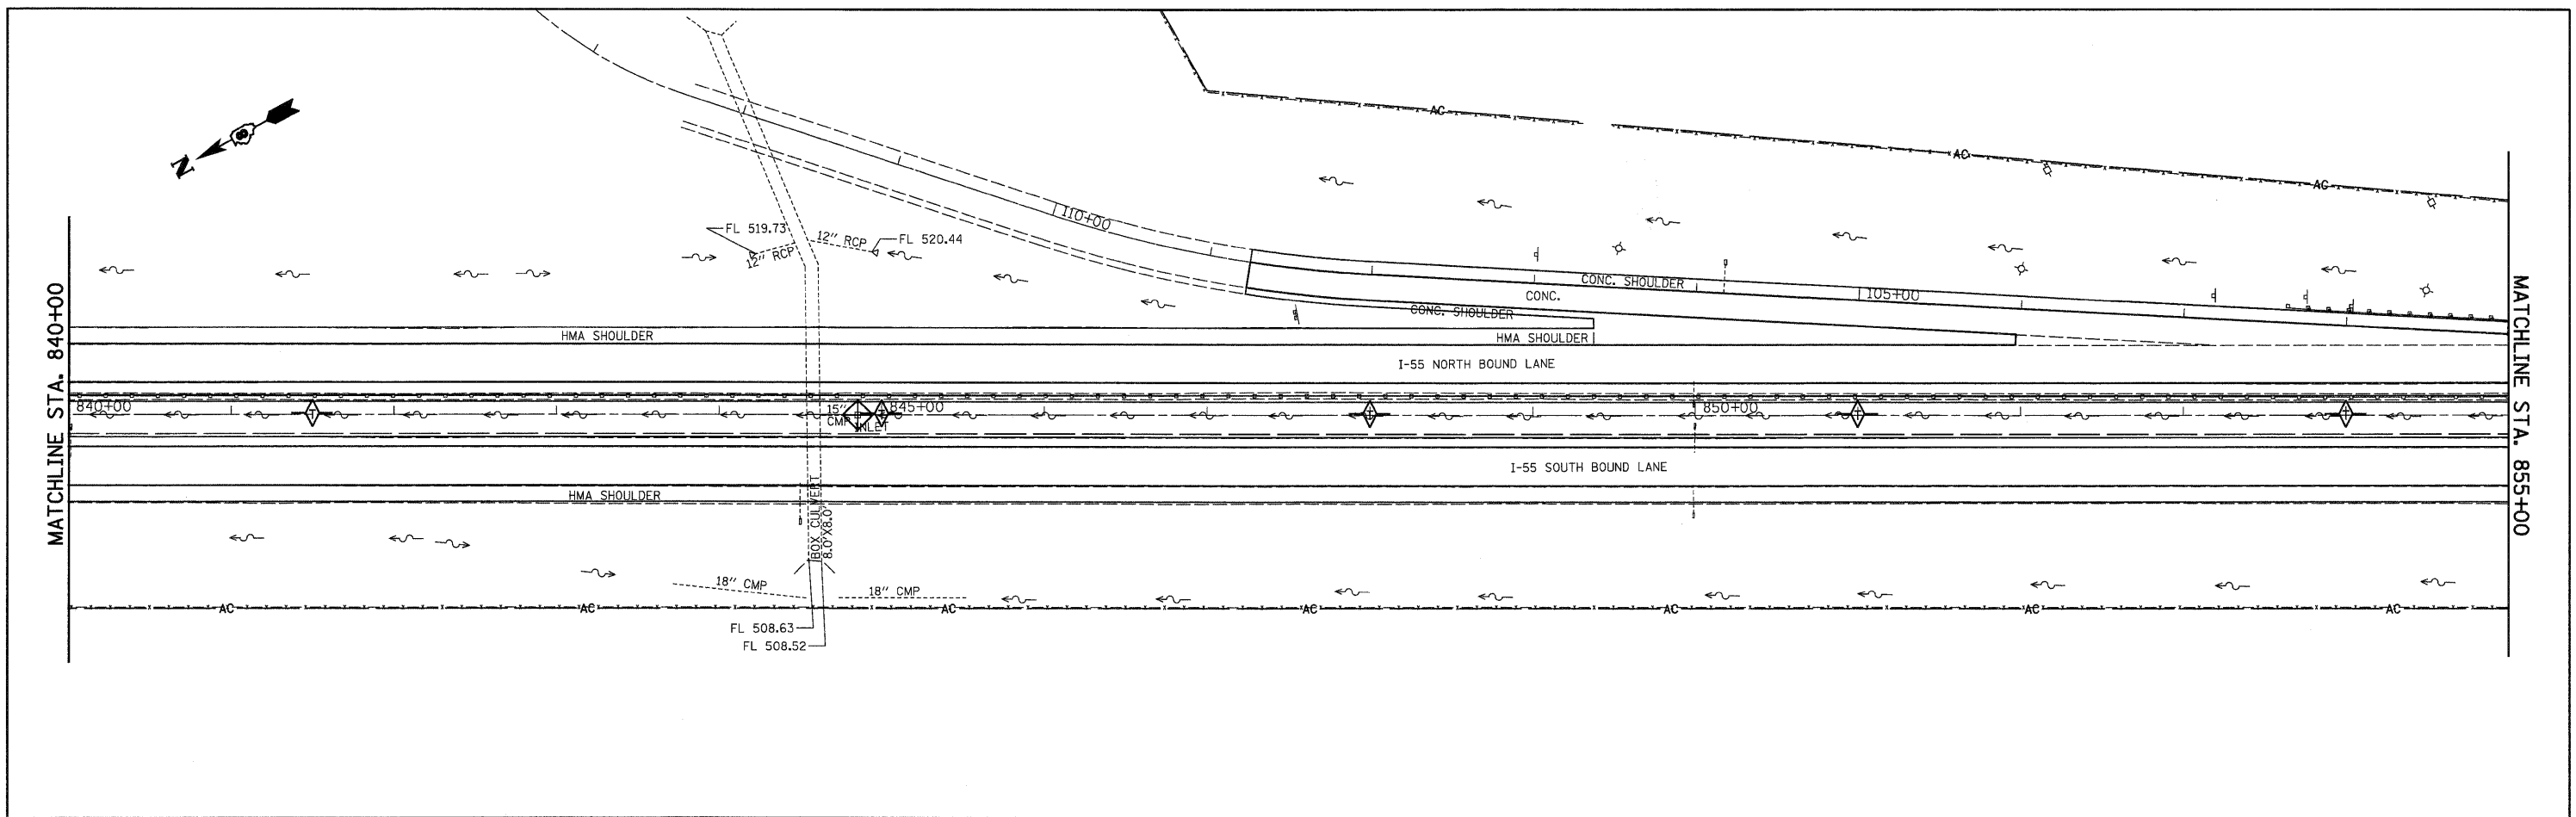 AC
AC
AC
N
110+00
FL 519.73
12" RCP
12" RCP
FL 520.44
CONC. SHOULDER
CONC.
105+00
CONC. SHOULDER
HMA SHOULDER
HMA SHOULDER
I-55 NORTH BOUND LANE
MATCHLINE STA. 840+00
MATCHLINE STA. 855+00
840+00
15"
CMP
INLET
845+00
850+00
I-55 SOUTH BOUND LANE
HMA SHOULDER
BOX CULVERT
8.0'X8.0'
18" CMP
18" CMP
AC
AC
AC
AC
AC
AC
AC
FL 508.63
FL 508.52